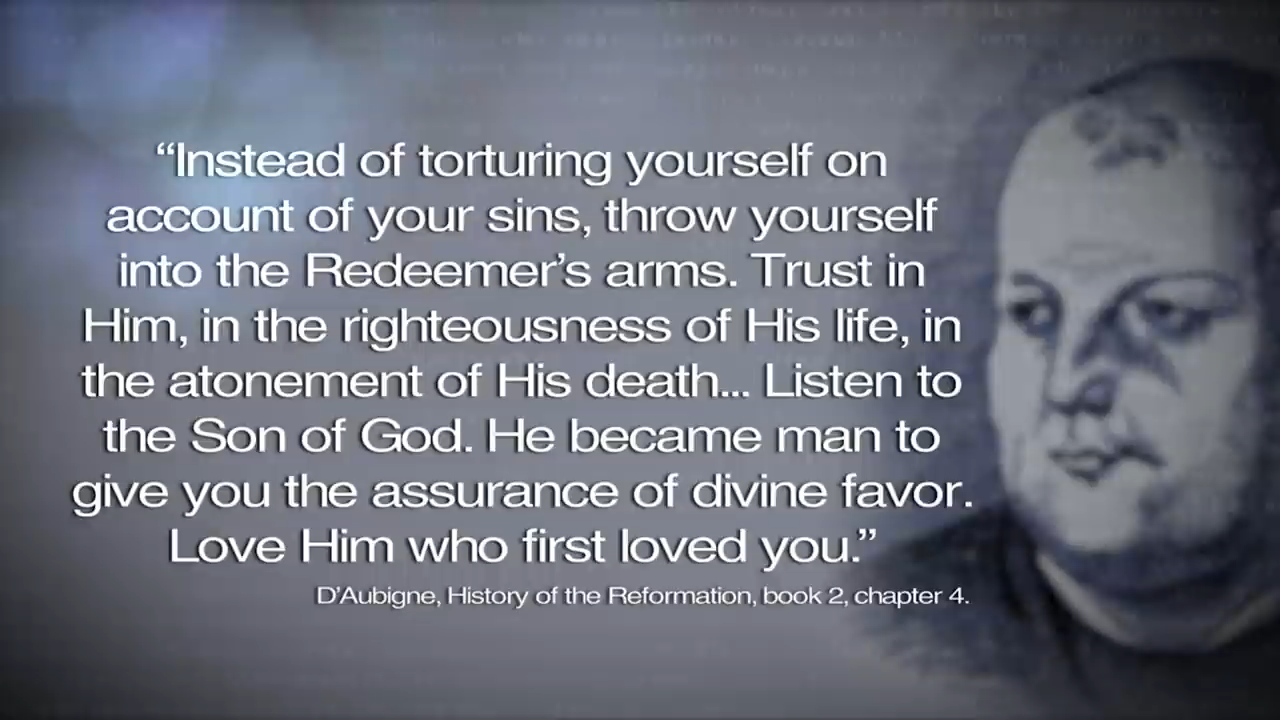 “Instead of torturing yourself on
account of your sins, throw yourself
into the Redeemer’s arms. Trust in
Him, in the righteousness of His life, in
the atonement of His death... Listen to
the Son of God. He became man to
give you the assurance of divine favor.
Love Him who first loved you.”
D’Aubigne, History of the Reformation, book 2, chapter 4.